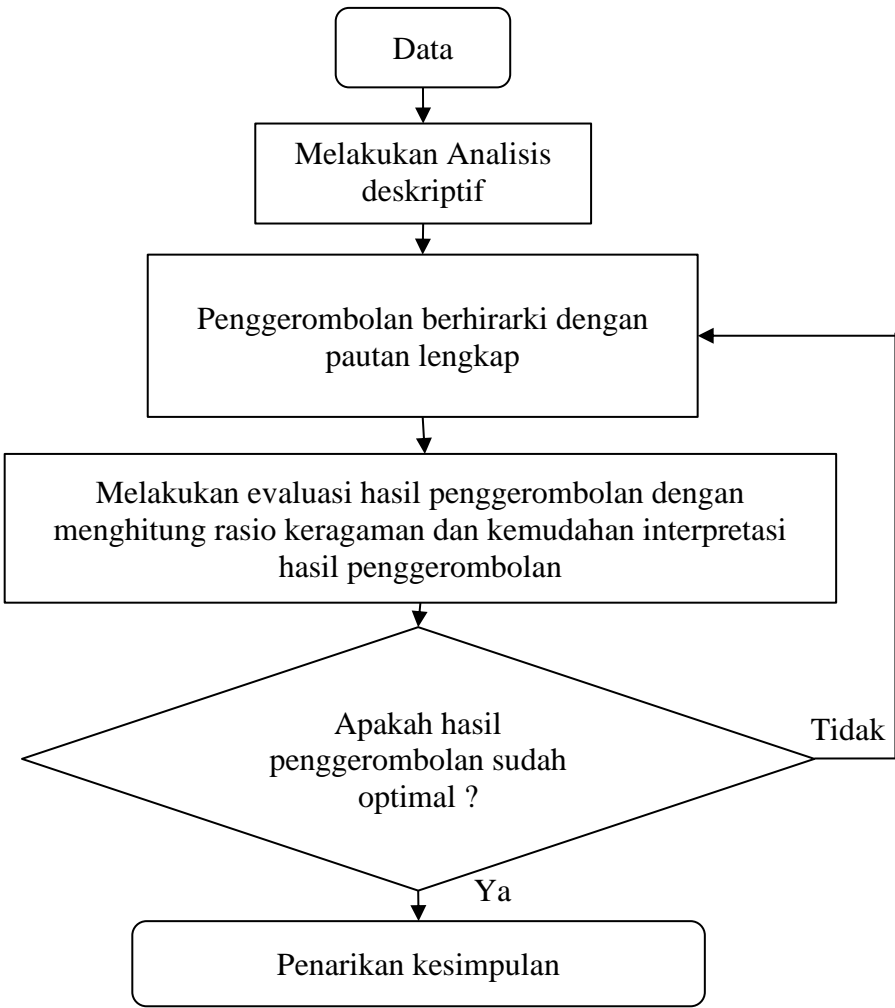 Data
Melakukan Analisis
deskriptif
Penggerombolan berhirarki dengan
pautan lengkap
Melakukan evaluasi hasil penggerombolan dengan
menghitung rasio keragaman dan kemudahan interpretasi
hasil penggerombolan
Apakah hasil
penggerombolan sudah
optimal ?
Tidak
Ya
Penarikan kesimpulan